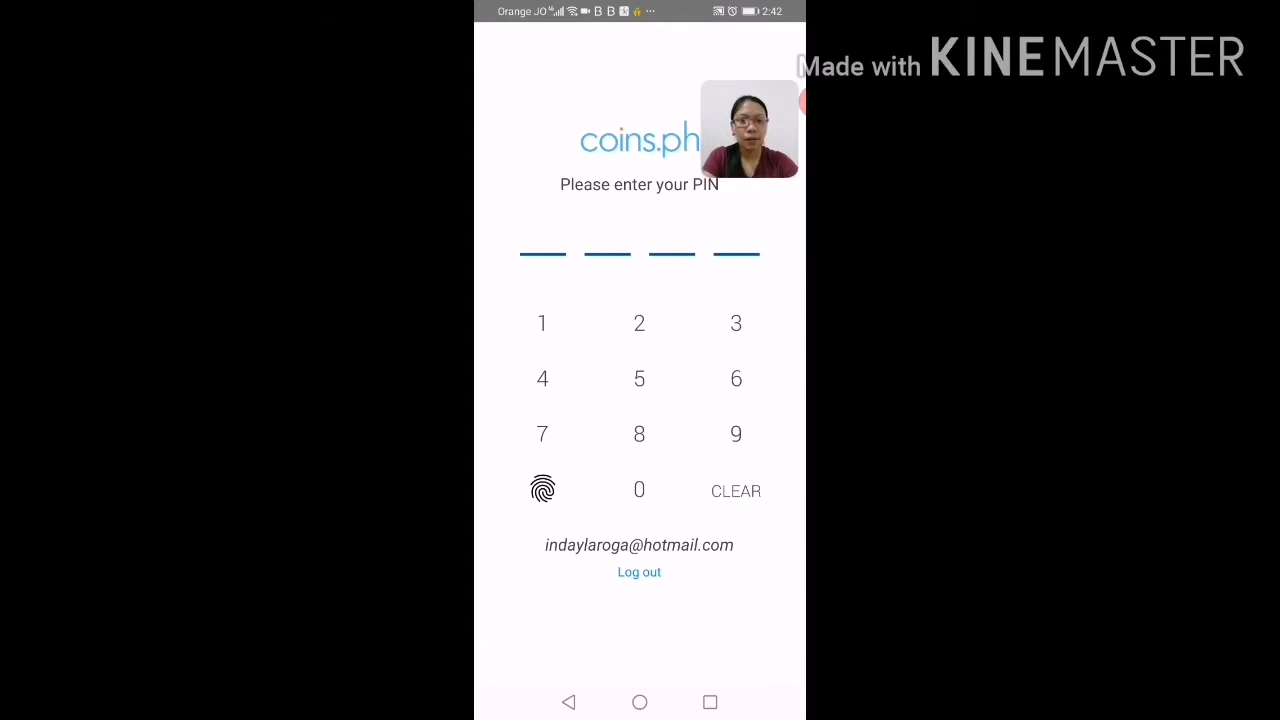 Orange JO 2:42
Made with KINEMASTER
coins.ph
Please enter your PIN
1 2 3
4 5 6
7 8 9
0 CLEAR
indaylaroga@hotmail.com
Log out